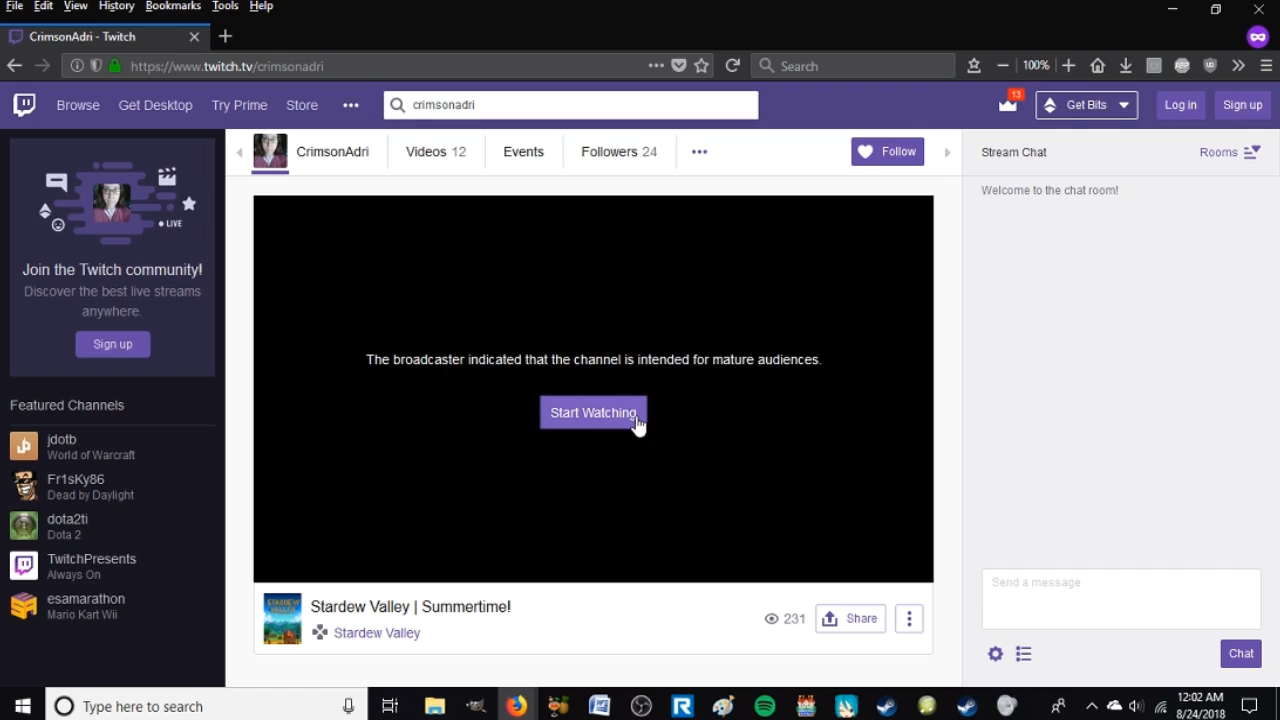 File Edit View History Bookmarks Tools Help
CrimsonAdri - Twitch
https://www.twitch.tv/crimsonadri
100%
Search
Browse Get Desktop Try Prime Store
crimsonadri
13
Get Bits
Log in
Sign up
CrimsonAdri
Videos 12
Events
Followers 24
Follow
Stream Chat
Rooms
Welcome to the chat room!
LIVE
Join the Twitch community!
Discover the best live streams
anywhere.
Sign up
Featured Channels
jdotb
World of Warcraft
Fr1sKy86
Dead by Daylight
dota2ti
Dota 2
TwitchPresents
Always On
esamarathon
Mario Kart Wii
The broadcaster indicated that the channel is intended for mature audiences.
Start Watching
STARDEW VALLEY
Stardew Valley | Summertime!
Stardew Valley
231
Share
Send a message
Chat
Type here to search
12:02 AM
8/24/2018